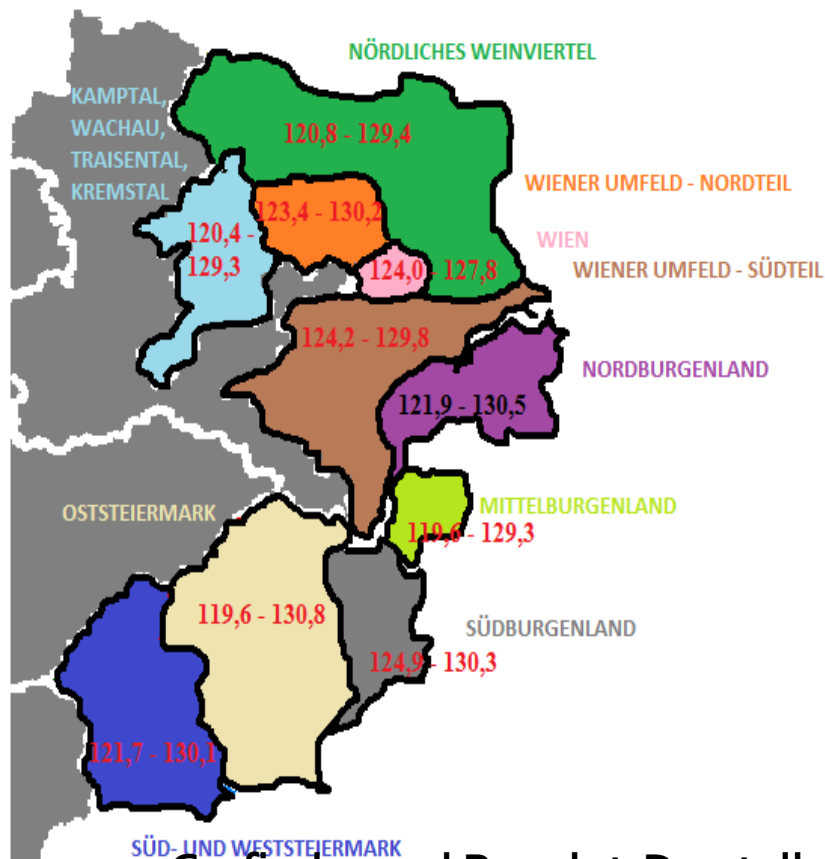 NÖRDLICHES WEINVIERTEL
KAMPTAL,
WACHAU,
TRAISENTAL,
KREMSTAL
120,8 - 129,4
WIENER UMFELD - NORDTEIL
123,4 - 130,2
120,4 -
129,3
WIEN
124,0 - 127,8
WIENER UMFELD - SÜDTEIL
124,2 - 129,8
NORDBURGENLAND
121,9 - 130,5
OSTSTEIERMARK
MITTELBURGENLAND
119,6 - 129,3
119,6 - 130,8
SÜDBURGENLAND
124,9 - 130,3
121,7 - 130,1
SÜD- UND WESTSTEIERMARK